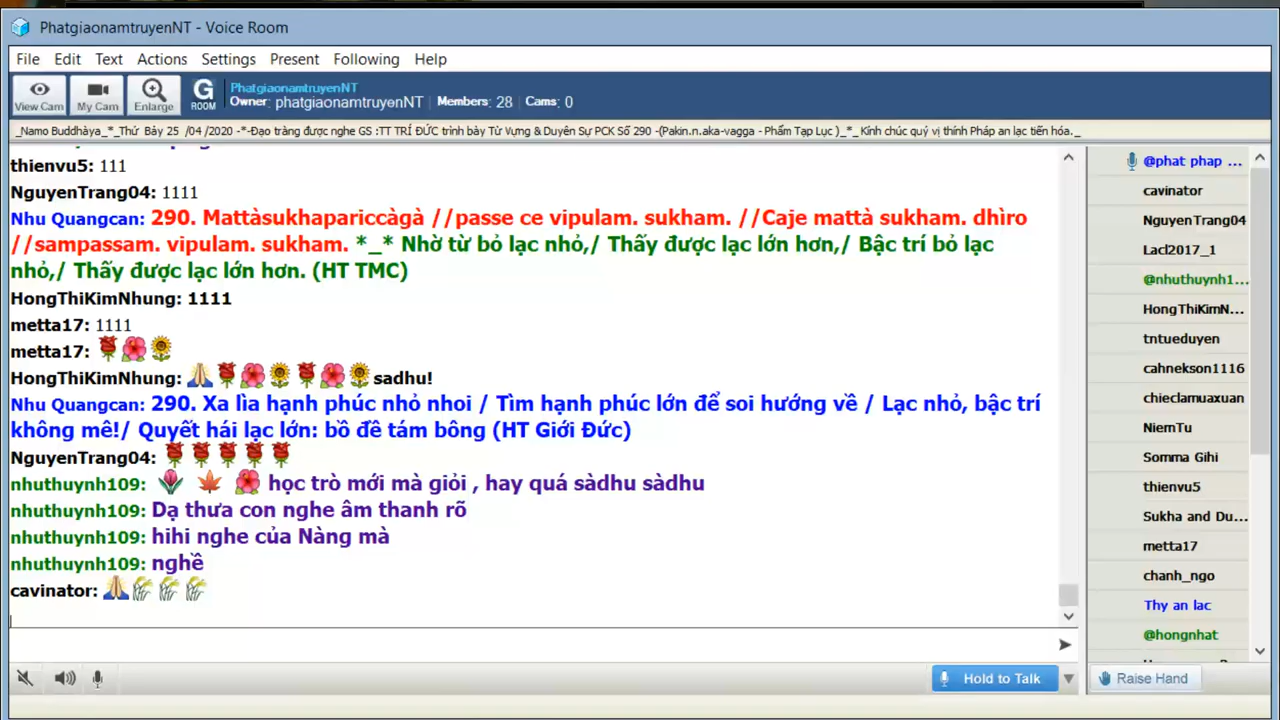 PhatgiaonamtruyenNT - Voice Room
File Edit Text Actions Settings Present Following Help
View Cam My Cam Enlarge G ROOM
PhatgiaonamtruyenNT
Owner: phatgiaonamtruyenNT Members: 28 Cams: 0
_Namo Buddhàya_*_Thứ Bảy 25 /04 /2020 -*-Đạo tràng được nghe GS :TT TRÍ ĐỨC trình bày Từ Vựng & Duyên Sự PCK Số 290 -(Pakin.n.aka-vagga - Phẩm Tạp Lục )_*_ Kính chúc quý vị thính Pháp an lạc tiến hóa._
thienvu5: 111
NguyenTrang04: 1111
Nhu Quangcan: 290. Mattàsukhapariccàgà //passe ce vipulam. sukham. //Caje mattà sukham. dhìro
//sampassam. vipulam. sukham. *_* Nhờ từ bỏ lạc nhỏ,/ Thấy được lạc lớn hơn,/ Bậc trí bỏ lạc
nhỏ,/ Thấy được lạc lớn hơn. (HT TMC)
HongThiKimNhung: 1111
metta17: 1111
metta17:
HongThiKimNhung: sadhu!
Nhu Quangcan: 290. Xa lìa hạnh phúc nhỏ nhoi / Tìm hạnh phúc lớn để soi hướng về / Lạc nhỏ, bậc trí
không mê!/ Quyết hái lạc lớn: bồ đề tám bông (HT Giới Đức)
NguyenTrang04:
nhuthuynh109: học trò mới mà giỏi , hay quá sàdhu sàdhu
nhuthuynh109: Dạ thưa con nghe âm thanh rõ
nhuthuynh109: hihi nghe của Nàng mà
nhuthuynh109: nghề
cavinator:
Hold to Talk
@phat phap ...
cavinator
NguyenTrang04
Lacl2017_1
@nhuthuynh1...
HongThiKimN...
tntueduyen
cahnekson1116
chieclamuaxuan
NiemTu
Somma Gihi
thienvu5
Sukha and Du...
metta17
chanh_ngo
Thy an lac
@hongnhat
Raise Hand